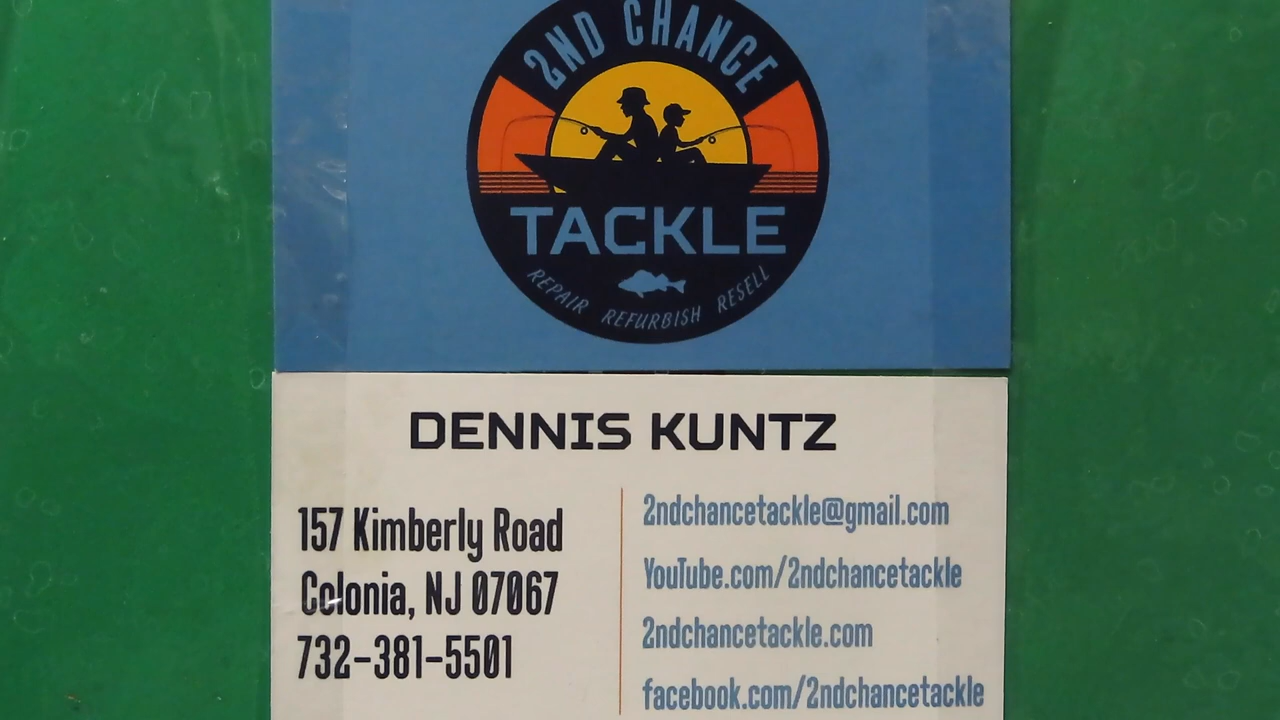 2ND CHANCE
TACKLE
REPAIR REFURBISH RESELL
DENNIS KUNTZ
157 Kimberly Road
Colonia, NJ 07067
732-381-5501
2ndchancetackle@gmail.com
YouTube.com/2ndchancetackle
2ndchancetackle.com
facebook.com/2ndchancetackle